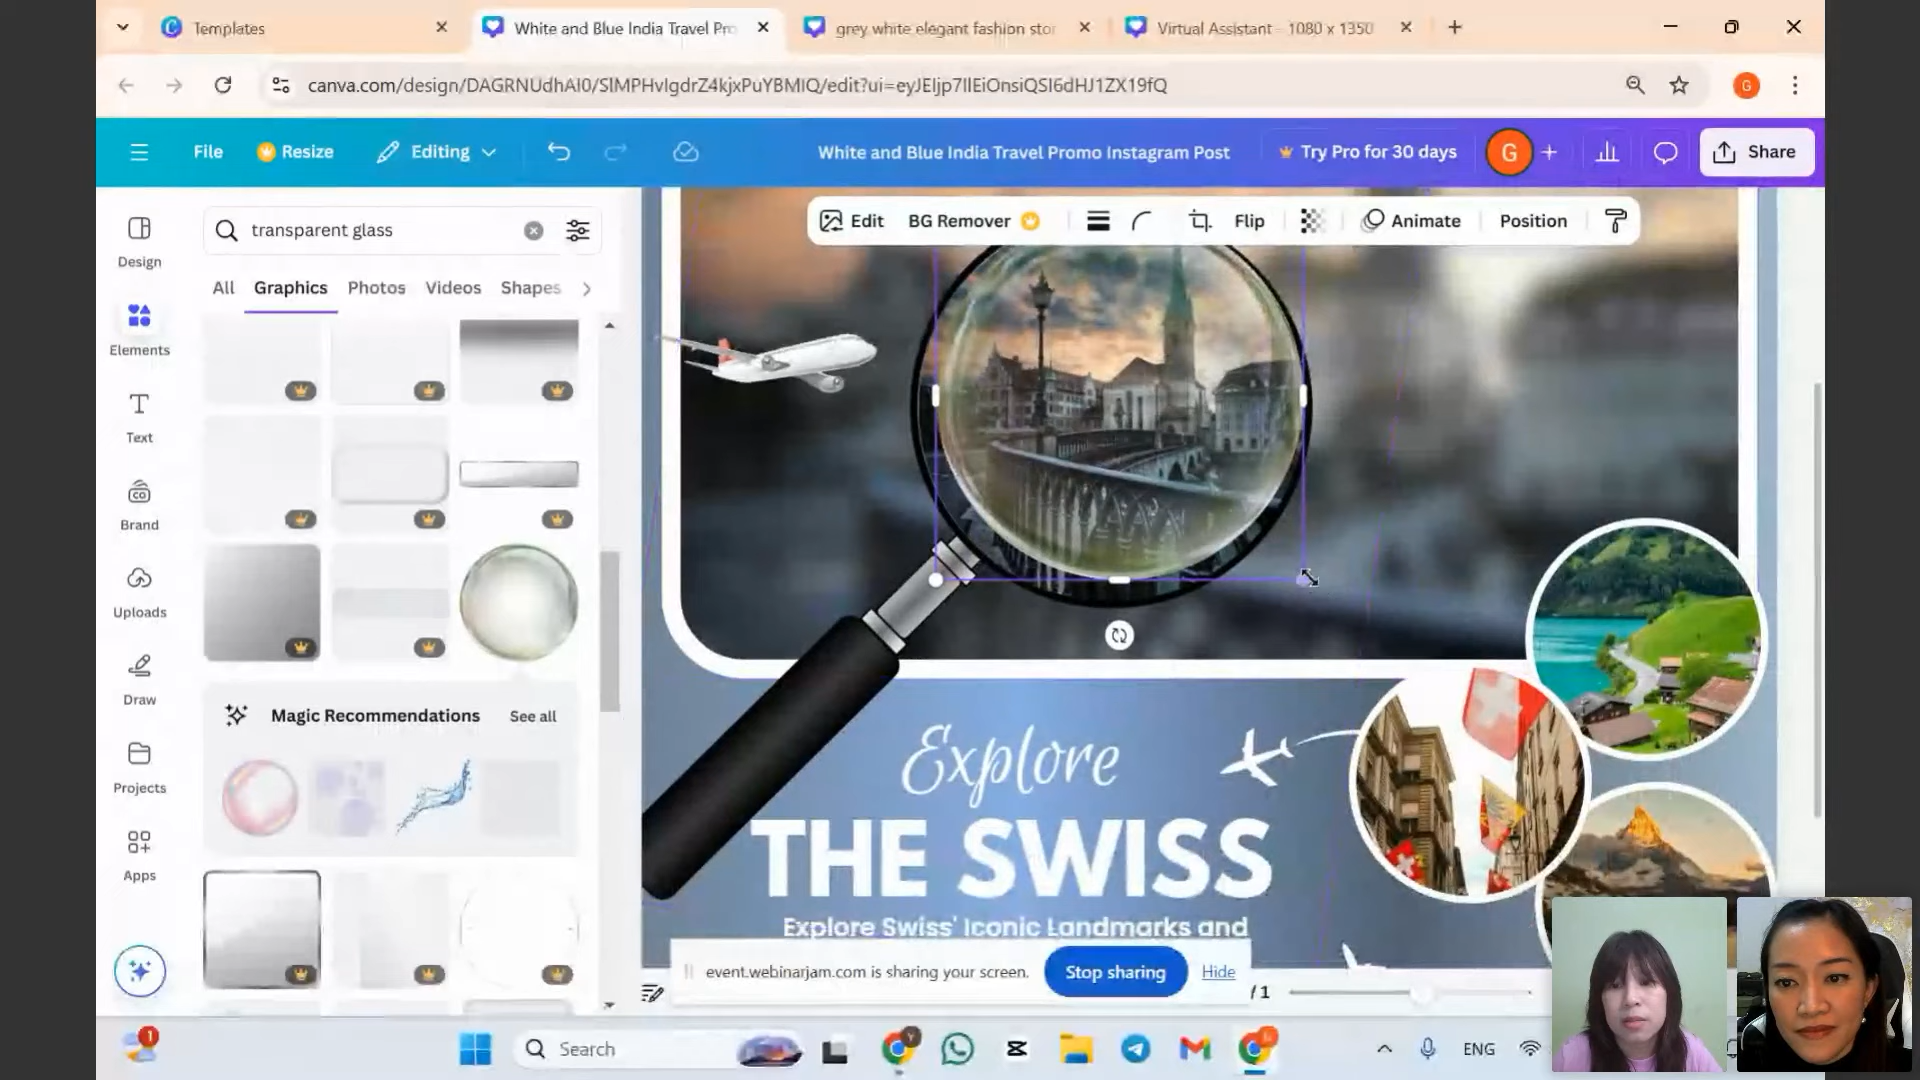 Templates
White and Blue India Travel Pro
grey white elegant fashion stor
Virtual Assistant - 1080 x 1350
canva.com/design/DAGRNUdhAI0/SlMPHvIgdrZ4kjxPuYBMIQ/edit?ui=eyJEIjp7IlEiOnsiQSI6dHJ1ZX19fQ
G
File
Resize
Editing
White and Blue India Travel Promo Instagram Post
Try Pro for 30 days
G
Share
Design
Elements
Text
Brand
Uploads
Draw
Projects
Apps
transparent glass
All
Graphics
Photos
Videos
Shapes
Magic Recommendations
See all
Edit
BG Remover
Flip
Animate
Position
Explore
THE SWISS
Explore Swiss' Iconic Landmarks and
event.webinarjam.com is sharing your screen.
Stop sharing
Hide
/ 1
1
Search
ENG